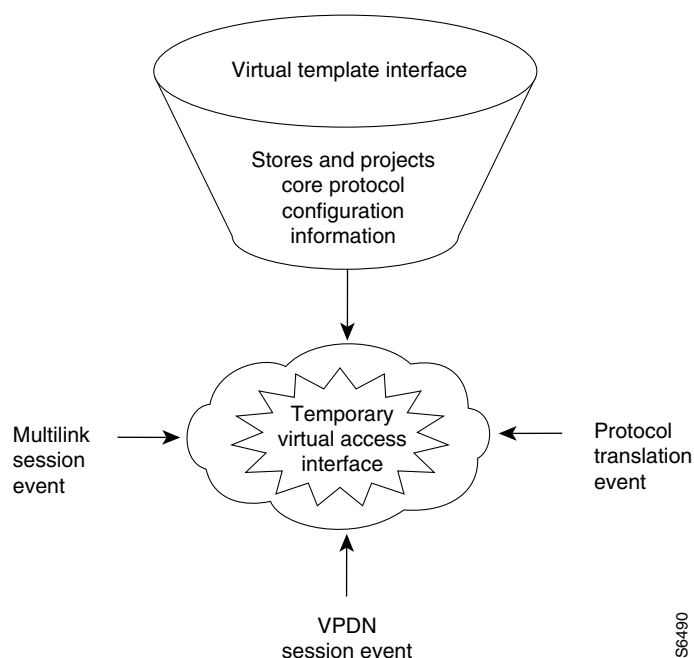 Virtual template interface
Stores and projects
core protocol
configuration
information
Temporary
virtual access
interface
Multilink
session
event
Protocol
translation
event
VPDN
session event
S6490